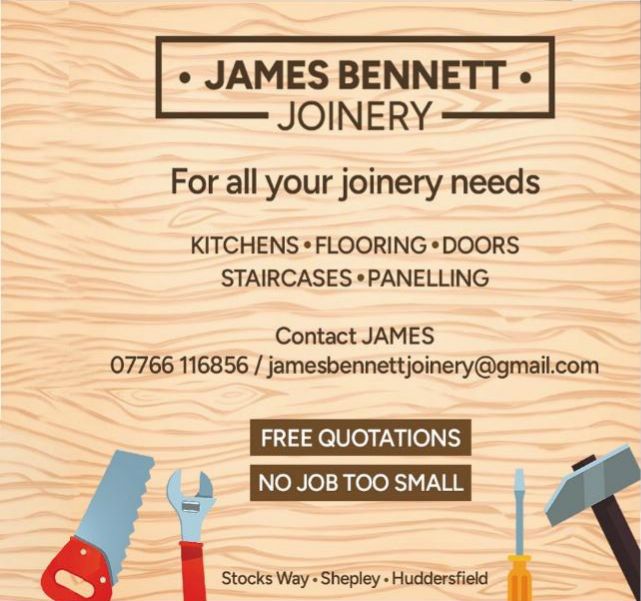 • JAMES BENNETT •
JOINERY
For all your joinery needs
KITCHENS • FLOORING • DOORS
STAIRCASES • PANELLING
Contact JAMES
07766 116856 / jamesbennettjoinery@gmail.com
FREE QUOTATIONS
NO JOB TOO SMALL
Stocks Way • Shepley • Huddersfield